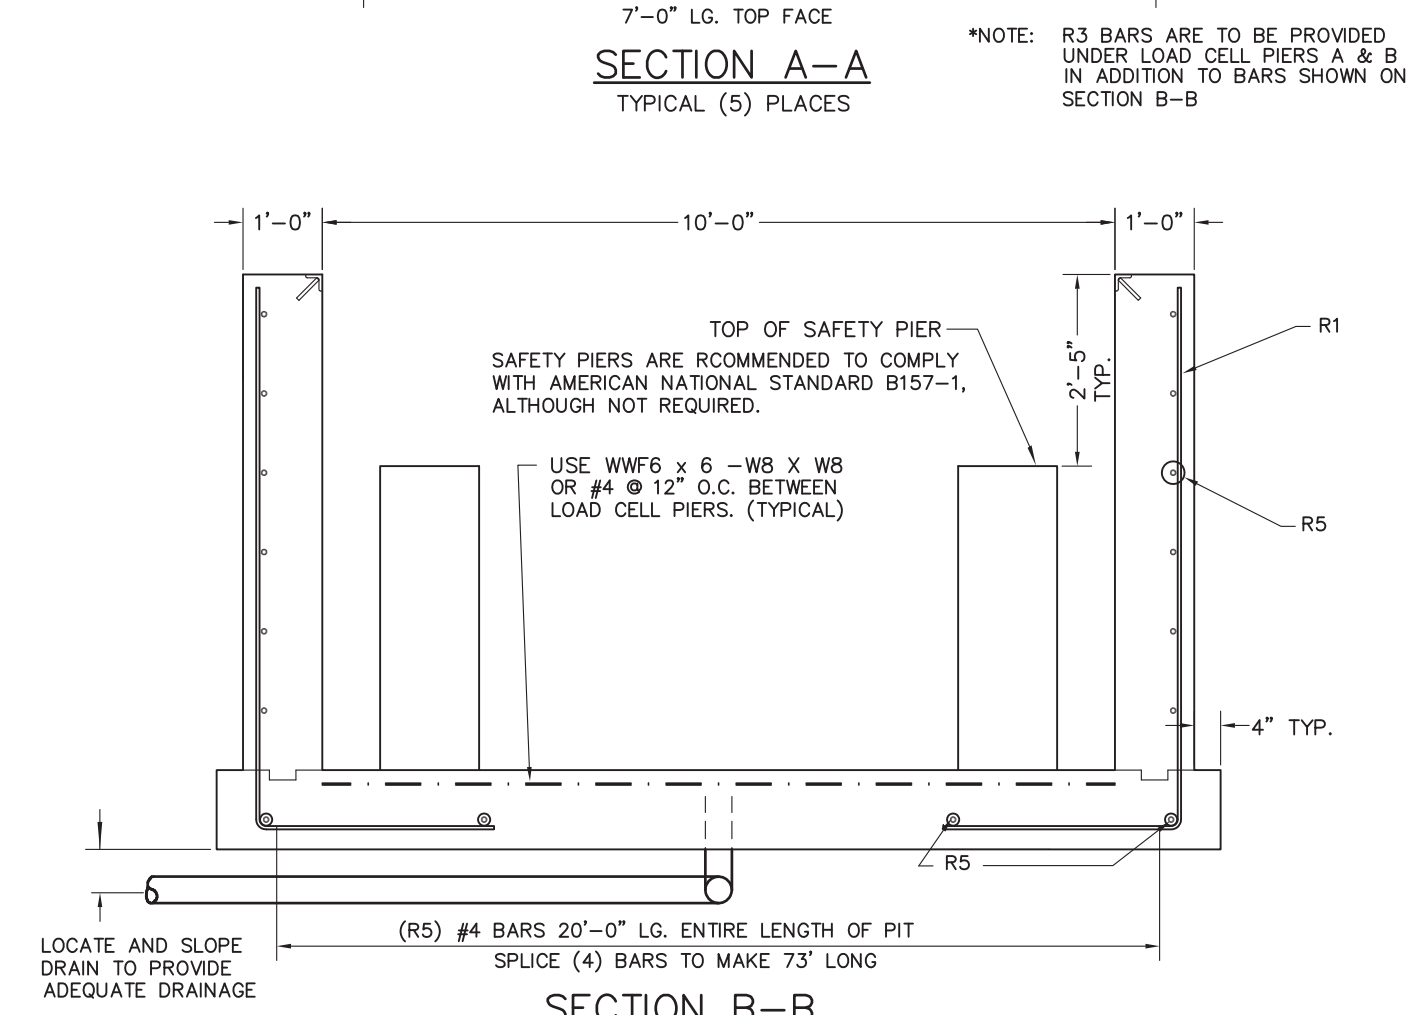 7'-0" LG. TOP FACE
SECTION A-A
TYPICAL (5) PLACES
*NOTE: R3 BARS ARE TO BE PROVIDED
UNDER LOAD CELL PIERS A & B
IN ADDITION TO BARS SHOWN ON
SECTION B-B
1'-0"
10'-0"
1'-0"
TOP OF SAFETY PIER
SAFETY PIERS ARE RCOMMENDED TO COMPLY
WITH AMERICAN NATIONAL STANDARD B157-1,
ALTHOUGH NOT REQUIRED.
2'-5"
TYP.
R1
USE WWF6 x 6 -W8 X W8
OR #4 @ 12" O.C. BETWEEN
LOAD CELL PIERS. (TYPICAL)
R5
4" TYP.
R5
(R5) #4 BARS 20'-0" LG. ENTIRE LENGTH OF PIT
SPLICE (4) BARS TO MAKE 73' LONG
LOCATE AND SLOPE
DRAIN TO PROVIDE
ADEQUATE DRAINAGE
SECTION B-B